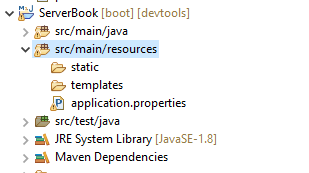 ServerBook [boot] [devtools]
src/main/java
src/main/resources
static
templates
application.properties
src/test/java
JRE System Library [JavaSE-1.8]
Maven Dependencies